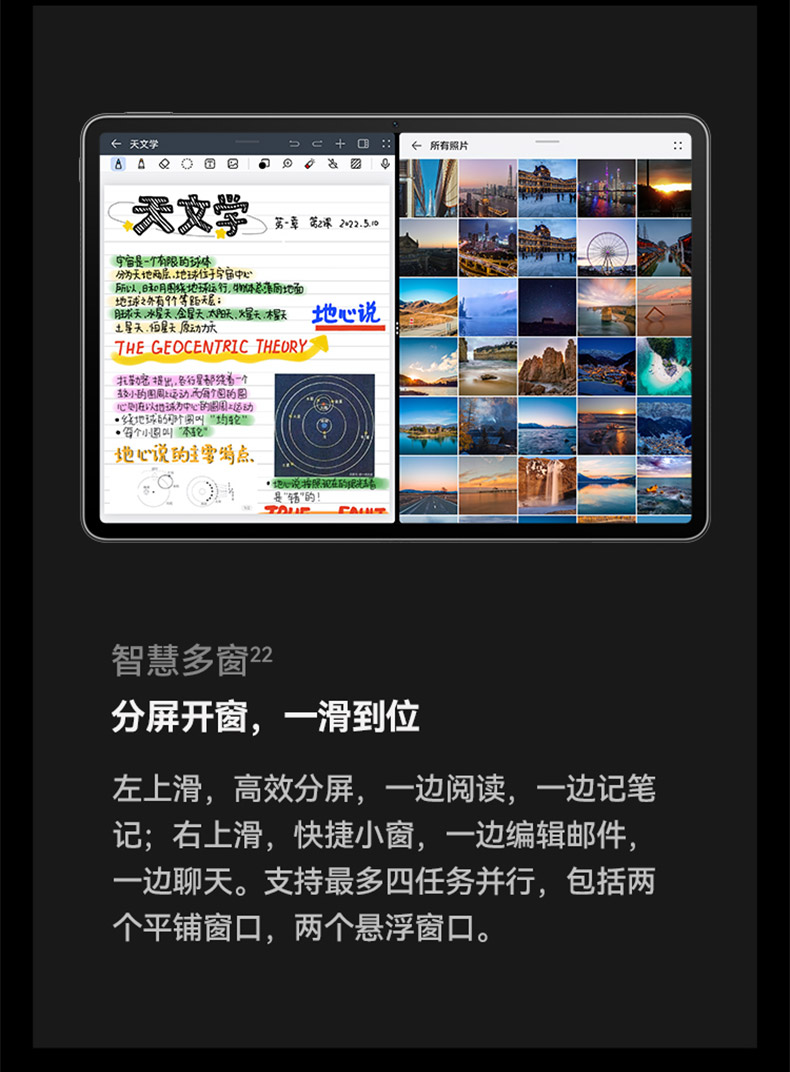 天文学
所有照片
天文学
第一章 第2课 2022.5.10
宇宙是一个有限的球体
分为天地两层，地球位于宇宙中心
所以，日和月围绕地球运行，物体总落向地面
地球之外有9个等距天层：
月球天、水星天、金星天、太阳天、火星天、木星天
土星天、恒星天、原动力天
地心说
THE GEOCENTRIC THEORY
托勒密提出，各行星都绕着一个
较小的圆周上运动，而每个圆的圆
心则在以地球为中心的圆周上运动
• 绕地球的那个圆叫 "均轮"
• 每个小圆叫 "本轮"
地心说的主要特点
• 地心说按照现在的眼光看
是"错"的！
TRUE FAULT
智慧多窗22
分屏开窗，一滑到位
左上滑，高效分屏，一边阅读，一边记笔
记；右上滑，快捷小窗，一边编辑邮件，
一边聊天。支持最多四任务并行，包括两
个平铺窗口，两个悬浮窗口。